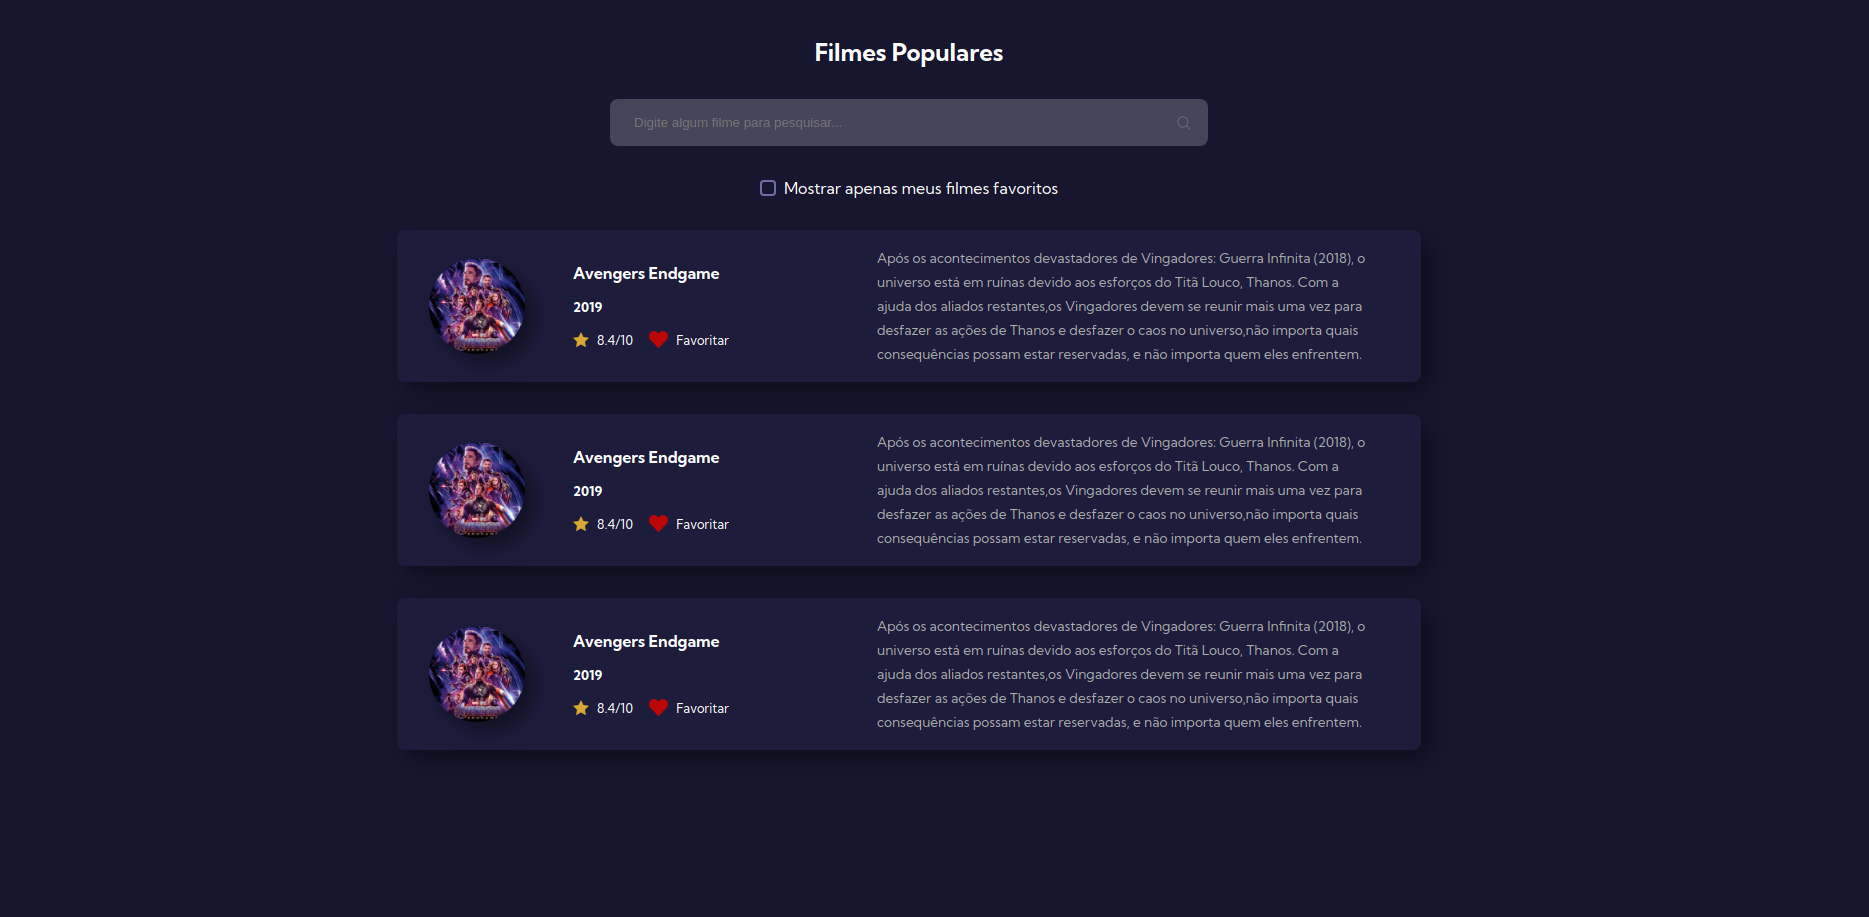 Filmes Populares
Digite algum filme para pesquisar...
Mostrar apenas meus filmes favoritos
Avengers Endgame
2019
8.4/10 Favoritar
Após os acontecimentos devastadores de Vingadores: Guerra Infinita (2018), o
universo está em ruínas devido aos esforços do Titã Louco, Thanos. Com a
ajuda dos aliados restantes,os Vingadores devem se reunir mais uma vez para
desfazer as ações de Thanos e desfazer o caos no universo,não importa quais
consequências possam estar reservadas, e não importa quem eles enfrentem.
Avengers Endgame
2019
8.4/10 Favoritar
Após os acontecimentos devastadores de Vingadores: Guerra Infinita (2018), o
universo está em ruínas devido aos esforços do Titã Louco, Thanos. Com a
ajuda dos aliados restantes,os Vingadores devem se reunir mais uma vez para
desfazer as ações de Thanos e desfazer o caos no universo,não importa quais
consequências possam estar reservadas, e não importa quem eles enfrentem.
Avengers Endgame
2019
8.4/10 Favoritar
Após os acontecimentos devastadores de Vingadores: Guerra Infinita (2018), o
universo está em ruínas devido aos esforços do Titã Louco, Thanos. Com a
ajuda dos aliados restantes,os Vingadores devem se reunir mais uma vez para
desfazer as ações de Thanos e desfazer o caos no universo,não importa quais
consequências possam estar reservadas, e não importa quem eles enfrentem.